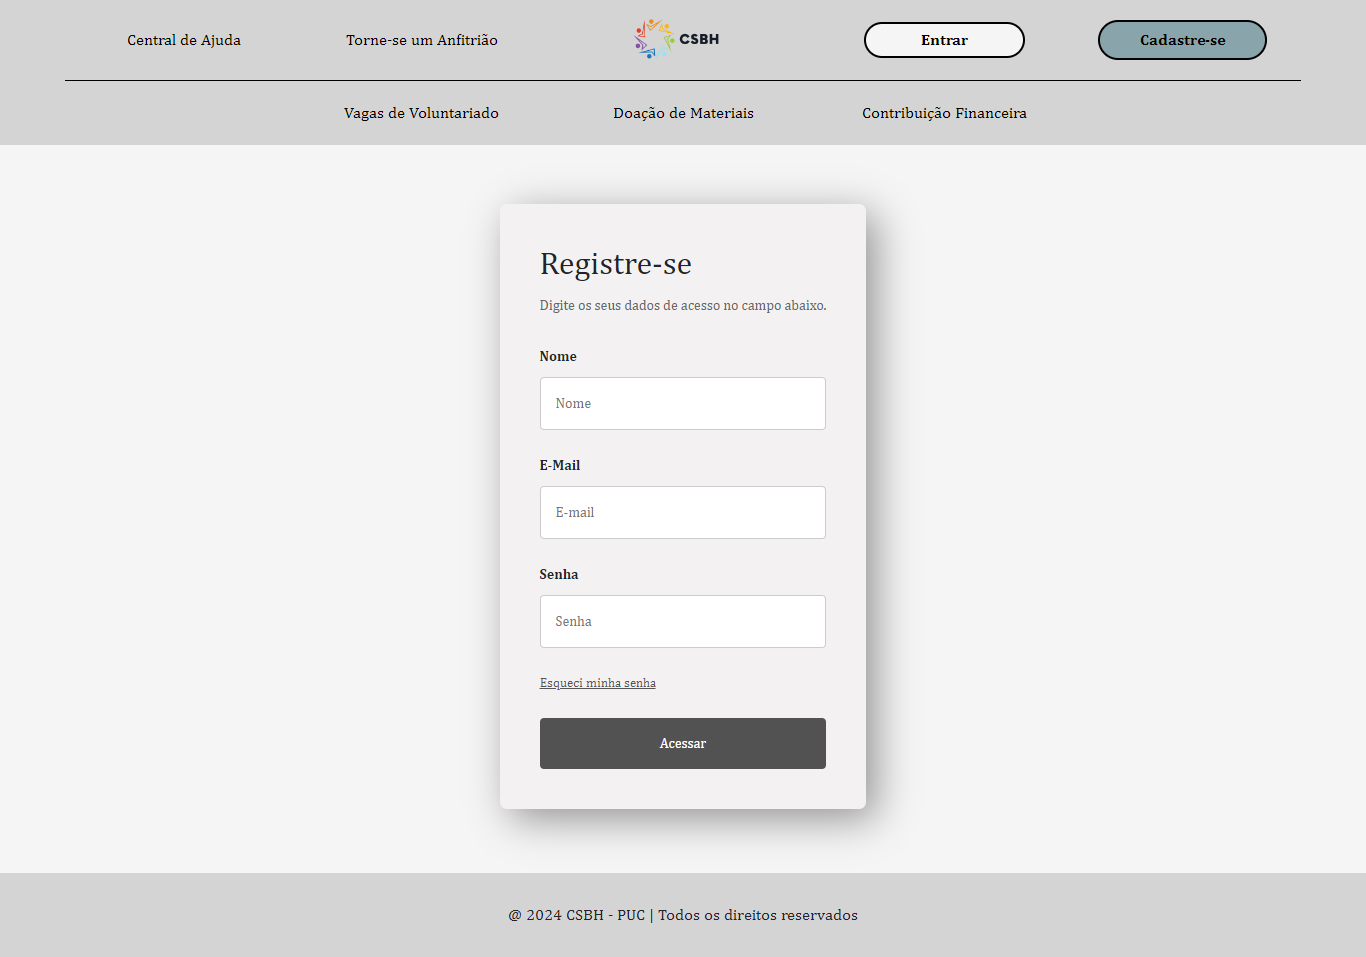 Central de Ajuda
Torne-se um Anfitrião
CSBH
Entrar
Cadastre-se
Vagas de Voluntariado
Doação de Materiais
Contribuição Financeira
Registre-se
Digite os seus dados de acesso no campo abaixo.
Nome
Nome
E-Mail
E-mail
Senha
Senha
Esqueci minha senha
Acessar
@ 2024 CSBH - PUC | Todos os direitos reservados